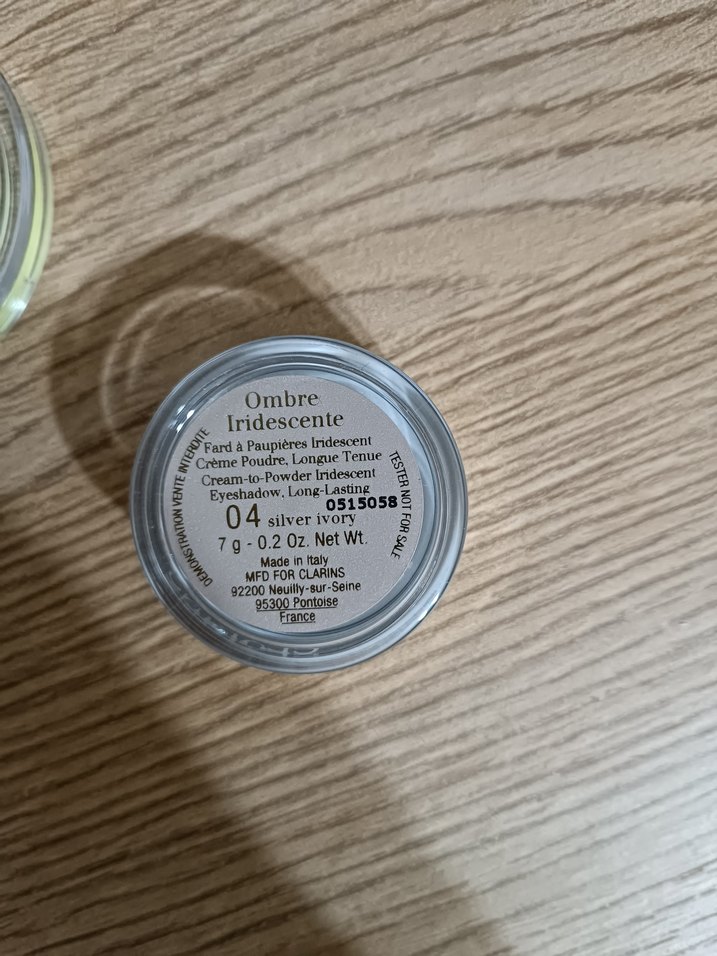 Ombre
Iridescente
Fard à Paupières Iridescent
Crème Poudre, Longue Tenue
Cream-to-Powder Iridescent
Eyeshadow, Long-Lasting
0515058
04 silver ivory
7 g - 0.2 Oz. Net Wt.
Made in Italy
MFD FOR CLARINS
92200 Neuilly-sur-Seine
95300 Pontoise
France
DEMONSTRATION VENTE INTERDITE
TESTER NOT FOR SALE